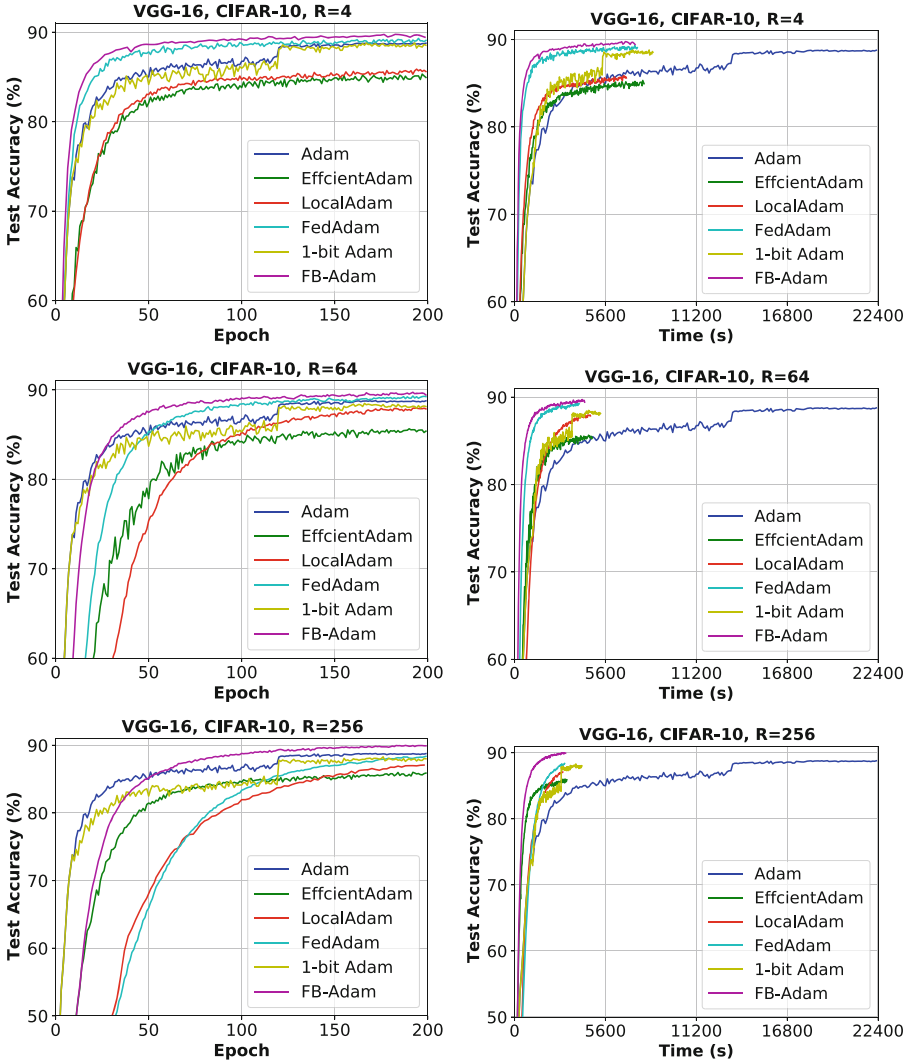 VGG-16, CIFAR-10, R=4
Test Accuracy (%)
90
80
70
60
Adam
EffcientAdam
LocalAdam
FedAdam
1-bit Adam
FB-Adam
0 50 100 150 200
Epoch
VGG-16, CIFAR-10, R=4
Test Accuracy (%)
90
80
70
60
Adam
EffcientAdam
LocalAdam
FedAdam
1-bit Adam
FB-Adam
0 5600 11200 16800 22400
Time (s)
VGG-16, CIFAR-10, R=64
Test Accuracy (%)
90
80
70
60
Adam
EffcientAdam
LocalAdam
FedAdam
1-bit Adam
FB-Adam
0 50 100 150 200
Epoch
VGG-16, CIFAR-10, R=64
Test Accuracy (%)
90
80
70
60
Adam
EffcientAdam
LocalAdam
FedAdam
1-bit Adam
FB-Adam
0 5600 11200 16800 22400
Time (s)
VGG-16, CIFAR-10, R=256
Test Accuracy (%)
90
80
70
60
50
Adam
EffcientAdam
LocalAdam
FedAdam
1-bit Adam
FB-Adam
0 50 100 150 200
Epoch
VGG-16, CIFAR-10, R=256
Test Accuracy (%)
90
80
70
60
50
Adam
EffcientAdam
LocalAdam
FedAdam
1-bit Adam
FB-Adam
0 5600 11200 16800 22400
Time (s)